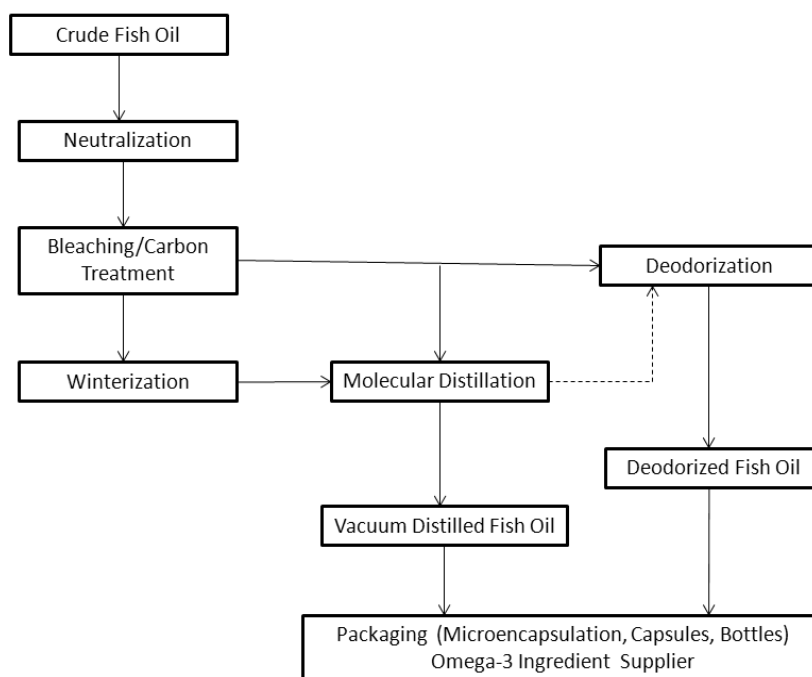 Crude Fish Oil
Neutralization
Bleaching/Carbon
Treatment
Deodorization
Winterization
Molecular Distillation
Deodorized Fish Oil
Vacuum Distilled Fish Oil
Packaging (Microencapsulation, Capsules, Bottles)
Omega-3 Ingredient Supplier